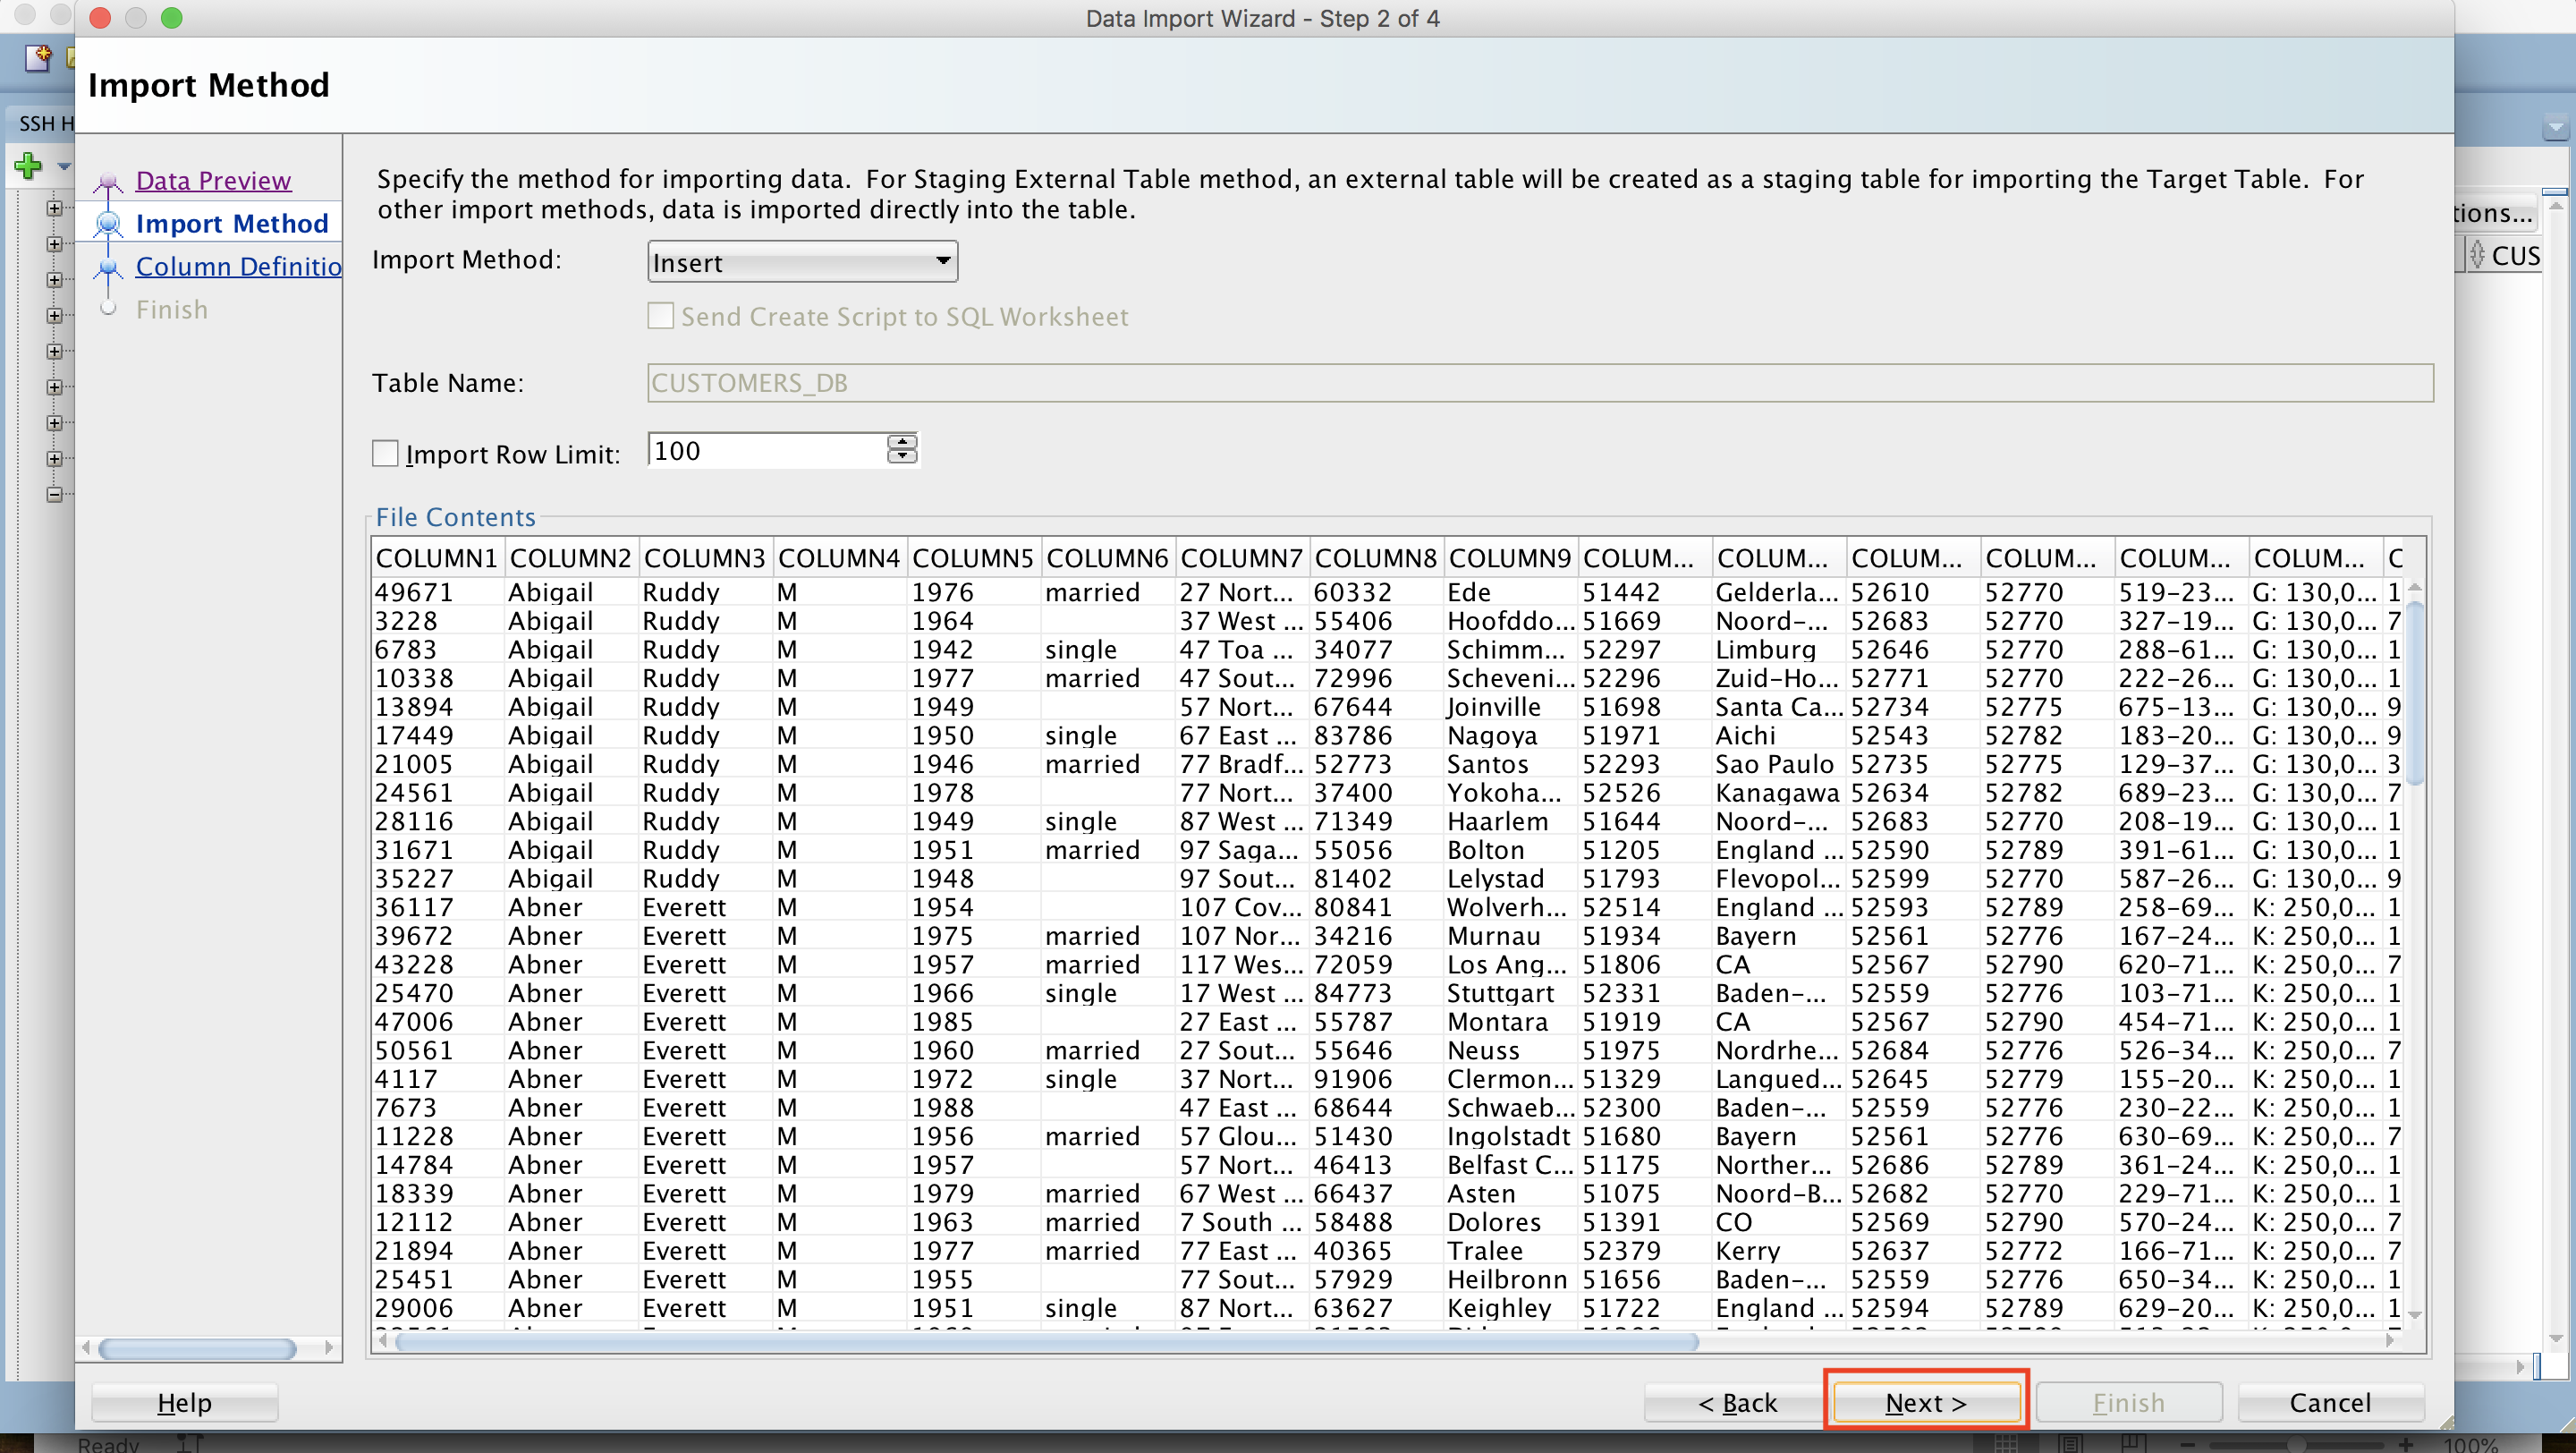 Data Import Wizard - Step 2 of 4
Import Method
SSH H
Data Preview
Import Method
Column Definitio
Finish
Specify the method for importing data. For Staging External Table method, an external table will be created as a staging table for importing the Target Table. For
other import methods, data is imported directly into the table.
tions...
CUS
Import Method: Insert
Send Create Script to SQL Worksheet
Table Name: CUSTOMERS_DB
Import Row Limit: 100
File Contents
COLUMN1 COLUMN2 COLUMN3 COLUMN4 COLUMN5 COLUMN6 COLUMN7 COLUMN8 COLUMN9 COLUM... COLUM... COLUM... COLUM... COLUM... COLUM... C
49671 Abigail Ruddy M 1976 married 27 Nort... 60332 Ede 51442 Gelderla... 52610 52770 519-23... G: 130,0... 1
3228 Abigail Ruddy M 1964 37 West ... 55406 Hoofddo... 51669 Noord-... 52683 52770 327-19... G: 130,0... 7
6783 Abigail Ruddy M 1942 single 47 Toa ... 34077 Schimm... 52297 Limburg 52646 52770 288-61... G: 130,0... 1
10338 Abigail Ruddy M 1977 married 47 Sout... 72996 Scheveni... 52296 Zuid-Ho... 52771 52770 222-26... G: 130,0... 1
13894 Abigail Ruddy M 1949 57 Nort... 67644 Joinville 51698 Santa Ca... 52734 52775 675-13... G: 130,0... 9
17449 Abigail Ruddy M 1950 single 67 East ... 83786 Nagoya 51971 Aichi 52543 52782 183-20... G: 130,0... 9
21005 Abigail Ruddy M 1946 married 77 Bradf... 52773 Santos 52293 Sao Paulo 52735 52775 129-37... G: 130,0... 3
24561 Abigail Ruddy M 1978 77 Nort... 37400 Yokoha... 52526 Kanagawa 52634 52782 689-23... G: 130,0... 7
28116 Abigail Ruddy M 1949 single 87 West ... 71349 Haarlem 51644 Noord-... 52683 52770 208-19... G: 130,0... 1
31671 Abigail Ruddy M 1951 married 97 Saga... 55056 Bolton 51205 England ... 52590 52789 391-61... G: 130,0... 1
35227 Abigail Ruddy M 1948 97 Sout... 81402 Lelystad 51793 Flevopol... 52599 52770 587-26... G: 130,0... 9
36117 Abner Everett M 1954 107 Cov... 80841 Wolverh... 52514 England ... 52593 52789 258-69... K: 250,0... 1
39672 Abner Everett M 1975 married 107 Nor... 34216 Murnau 51934 Bayern 52561 52776 167-24... K: 250,0... 1
43228 Abner Everett M 1957 married 117 Wes... 72059 Los Ang... 51806 CA 52567 52790 620-71... K: 250,0... 7
25470 Abner Everett M 1966 single 17 West ... 84773 Stuttgart 52331 Baden-... 52559 52776 103-71... K: 250,0... 1
47006 Abner Everett M 1985 27 East ... 55787 Montara 51919 CA 52567 52790 454-71... K: 250,0... 1
50561 Abner Everett M 1960 married 27 Sout... 55646 Neuss 51975 Nordrhe... 52684 52776 526-34... K: 250,0... 7
4117 Abner Everett M 1972 single 37 Nort... 91906 Clermon... 51329 Langued... 52645 52779 155-20... K: 250,0... 1
7673 Abner Everett M 1988 47 East ... 68644 Schwaeb... 52300 Baden-... 52559 52776 230-22... K: 250,0... 1
11228 Abner Everett M 1956 married 57 Glou... 51430 Ingolstadt 51680 Bayern 52561 52776 630-69... K: 250,0... 7
14784 Abner Everett M 1957 57 Nort... 46413 Belfast C... 51175 Norther... 52686 52789 361-24... K: 250,0... 1
18339 Abner Everett M 1979 married 67 West ... 66437 Asten 51075 Noord-B... 52682 52770 229-71... K: 250,0... 1
12112 Abner Everett M 1963 married 7 South ... 58488 Dolores 51391 CO 52569 52790 570-24... K: 250,0... 7
21894 Abner Everett M 1977 married 77 East ... 40365 Tralee 52379 Kerry 52637 52772 166-71... K: 250,0... 7
25451 Abner Everett M 1955 77 Sout... 57929 Heilbronn 51656 Baden-... 52559 52776 650-34... K: 250,0... 1
29006 Abner Everett M 1951 single 87 Nort... 63627 Keighley 51722 England ... 52594 52789 629-20... K: 250,0... 1
Help < Back Next > Finish Cancel
Ready 100%